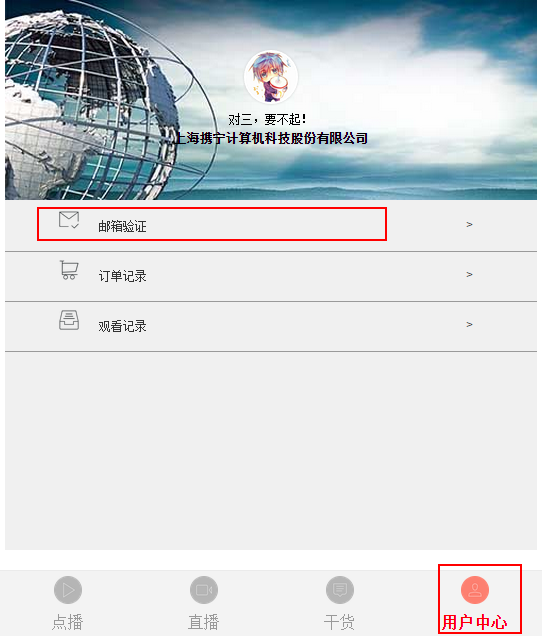 对三，要不起！
上海携宁计算机科技股份有限公司
邮箱验证 >
订单记录 >
观看记录 >
点播 直播 干货 用户中心